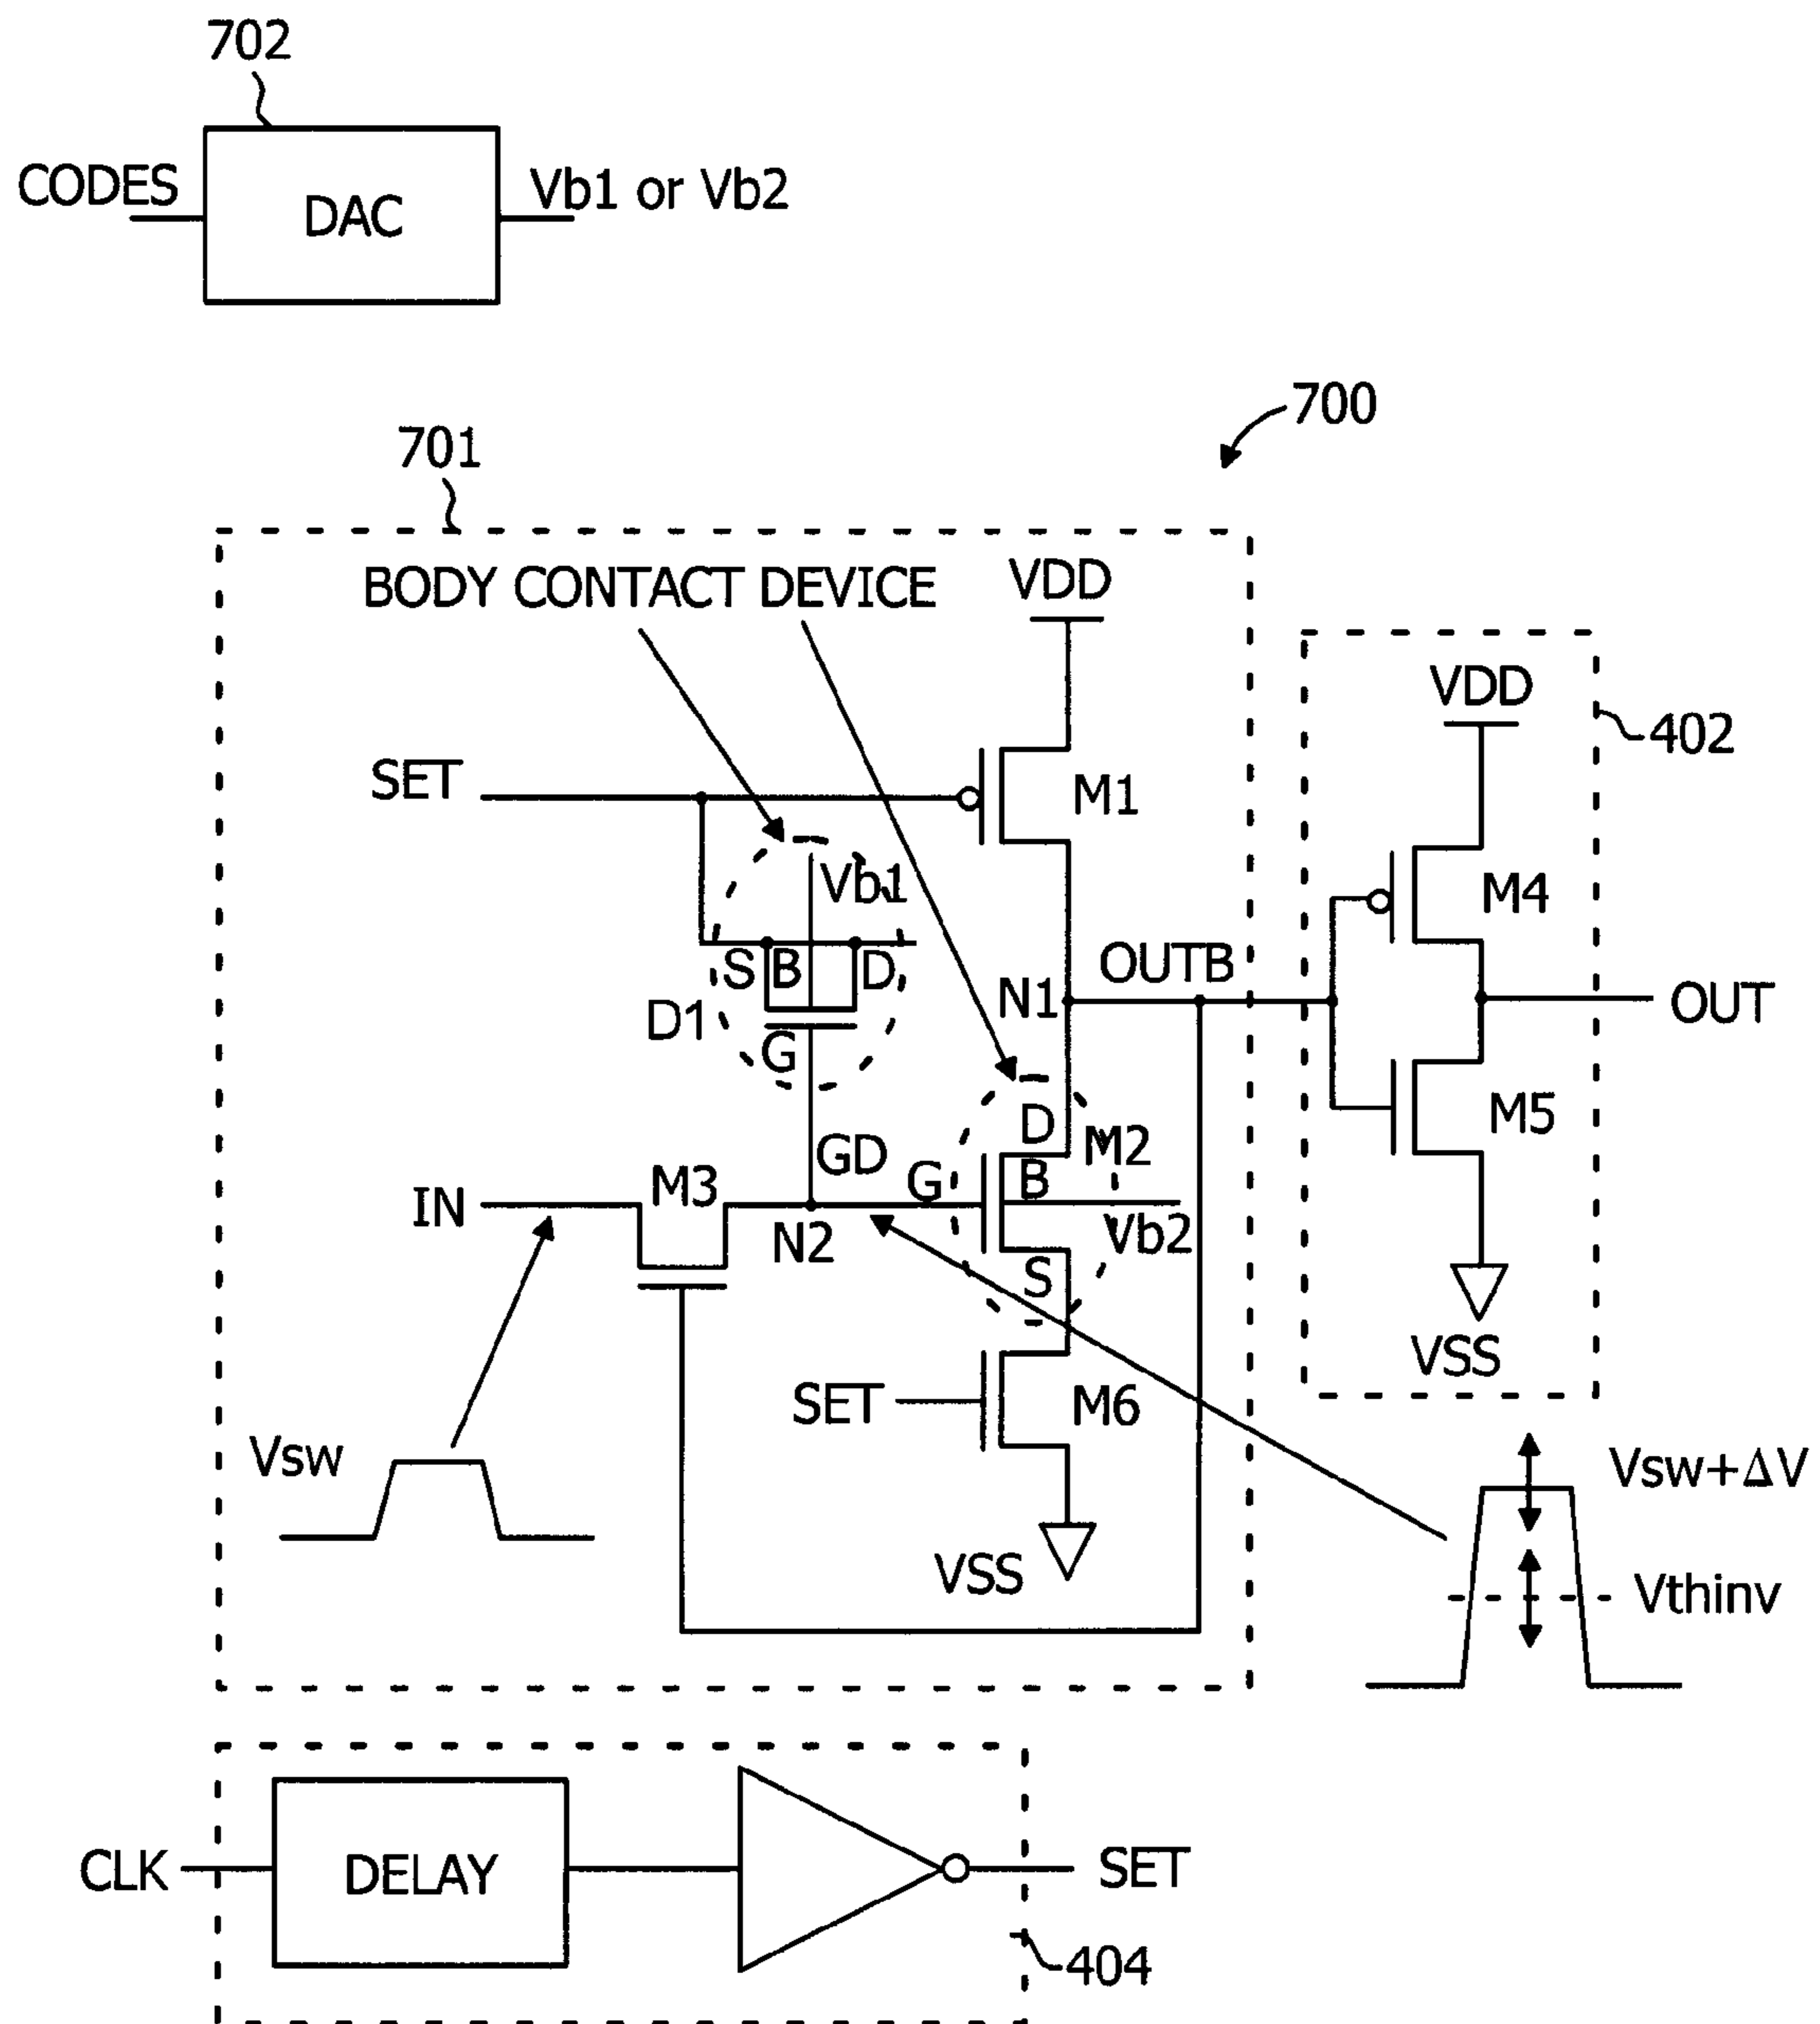 702
CODES
DAC
Vb1 or Vb2
700
701
BODY CONTACT DEVICE
VDD
VDD
402
SET
M1
M4
Vb1
S
B
D
OUTB
N1
D1
G
OUT
D
M2
M5
GD
G
B
M3
IN
N2
Vb2
S
VSS
SET
M6
Vsw
Vsw+ΔV
VSS
Vthinv
CLK
DELAY
SET
404